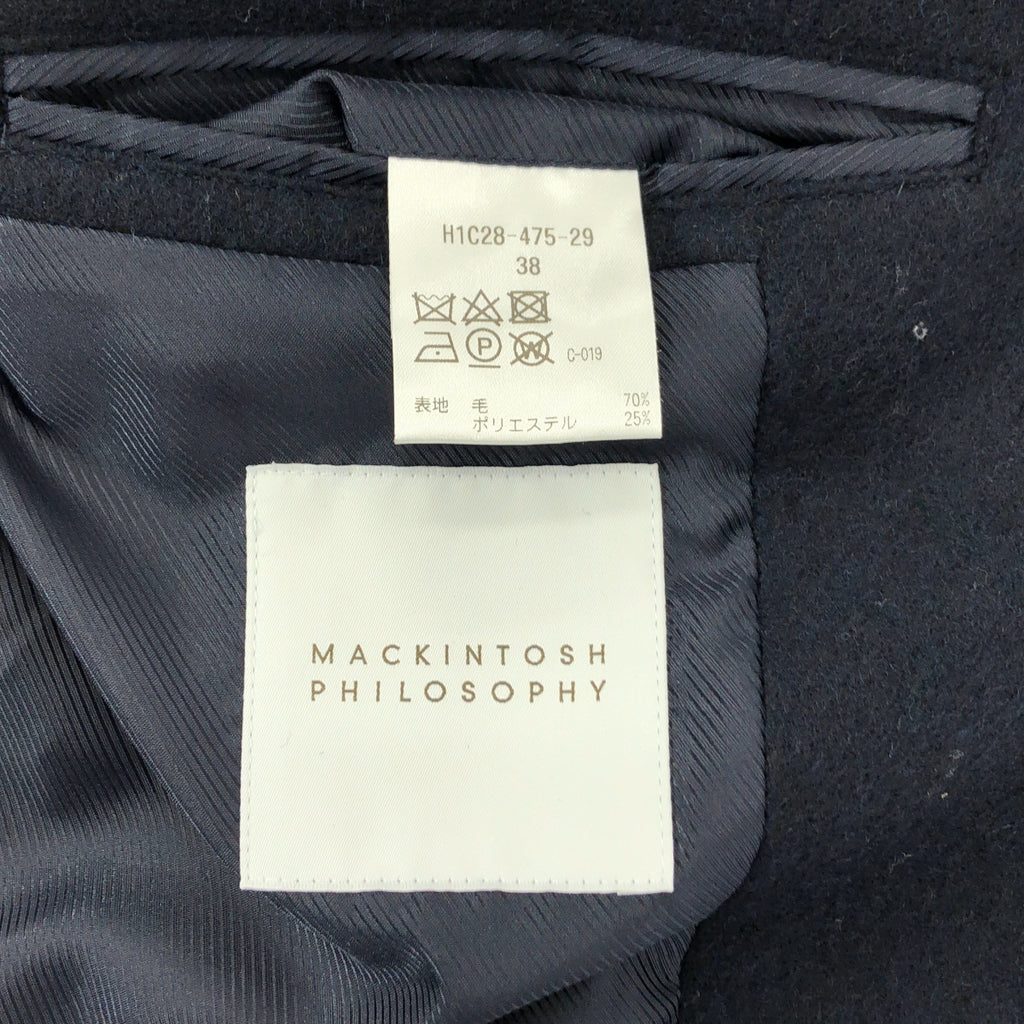 H1C28-475-29
38
P W C-019
表地 毛 70%
ポリエステル 25%
MACKINTOSH
PHILOSOPHY